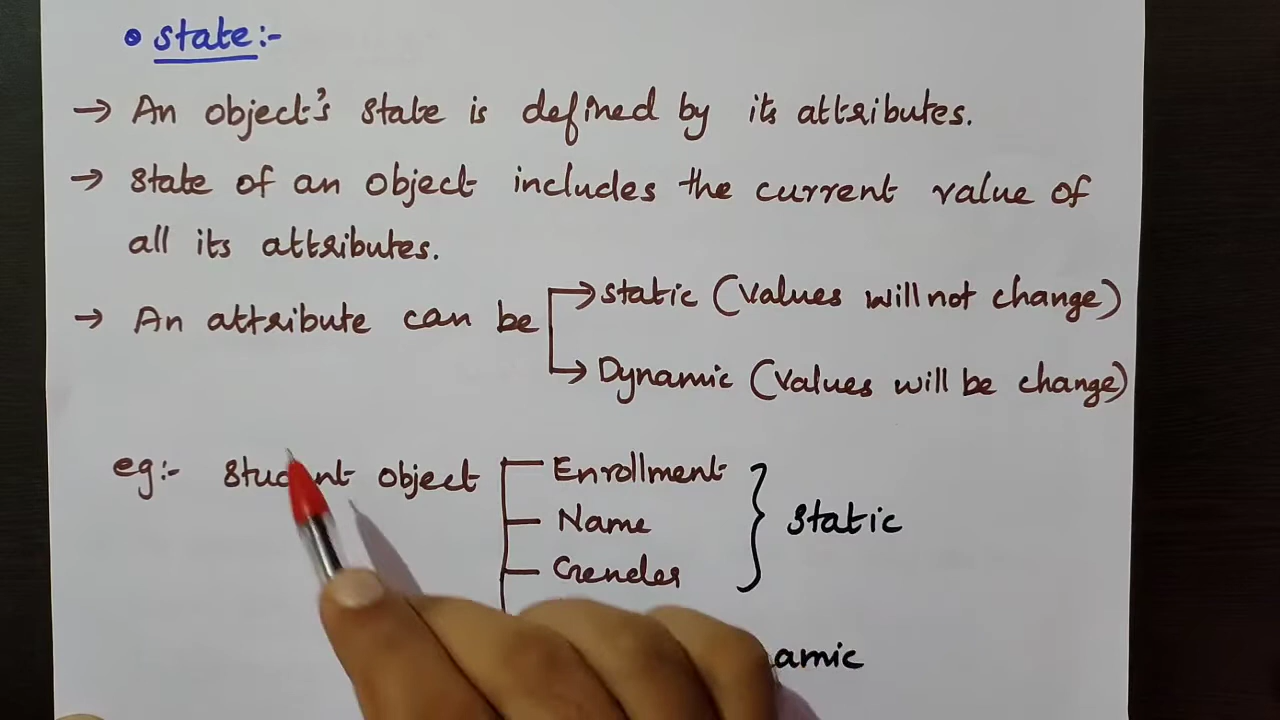 • State:-
→ An object's state is defined by its attributes.
→ State of an object includes the current value of
all its attributes.
→ An attribute can be
→ static (values will not change)
→ Dynamic (values will be change)
eg:- Student object
Enrollment
Name
Gender
static